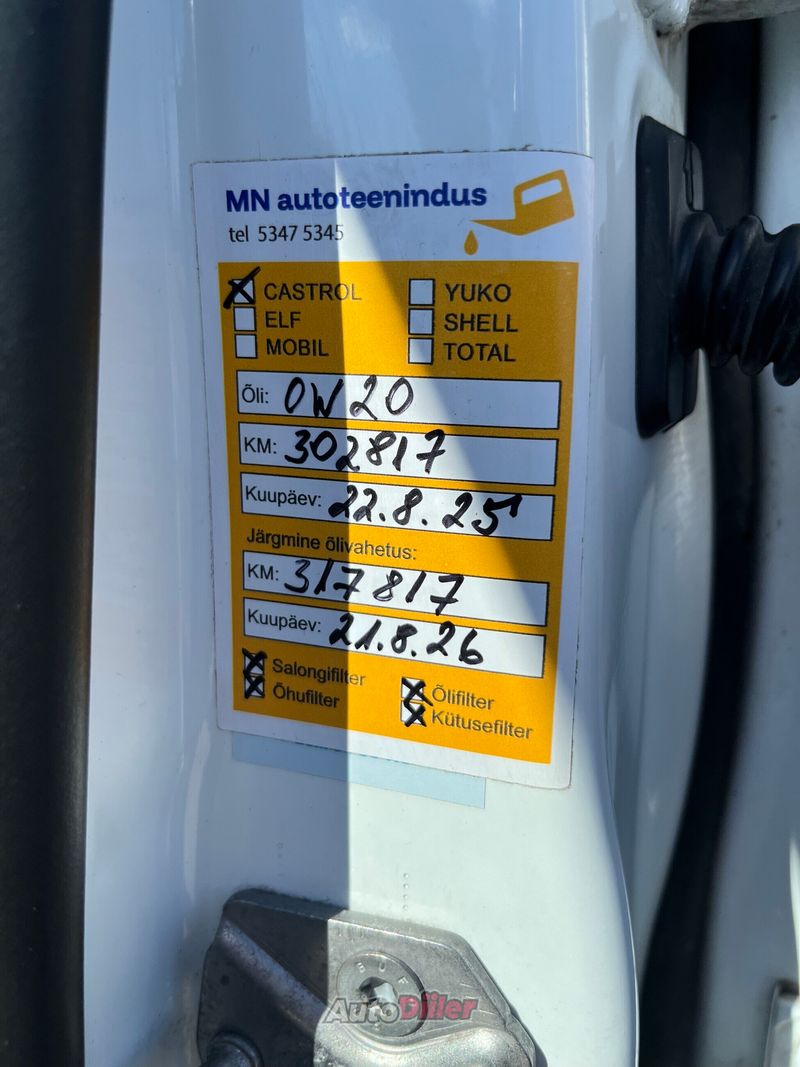 MN autoteenindus
tel 5347 5345
CASTROL YUKO
ELF SHELL
MOBIL TOTAL
Õli: 0W20
KM: 302817
Kuupäev: 22.8.25
Järgmine õlivahetus:
KM: 317817
Kuupäev: 21.8.26
Salongifilter Õlifilter
Õhufilter Kütusefilter
AutoDiiler